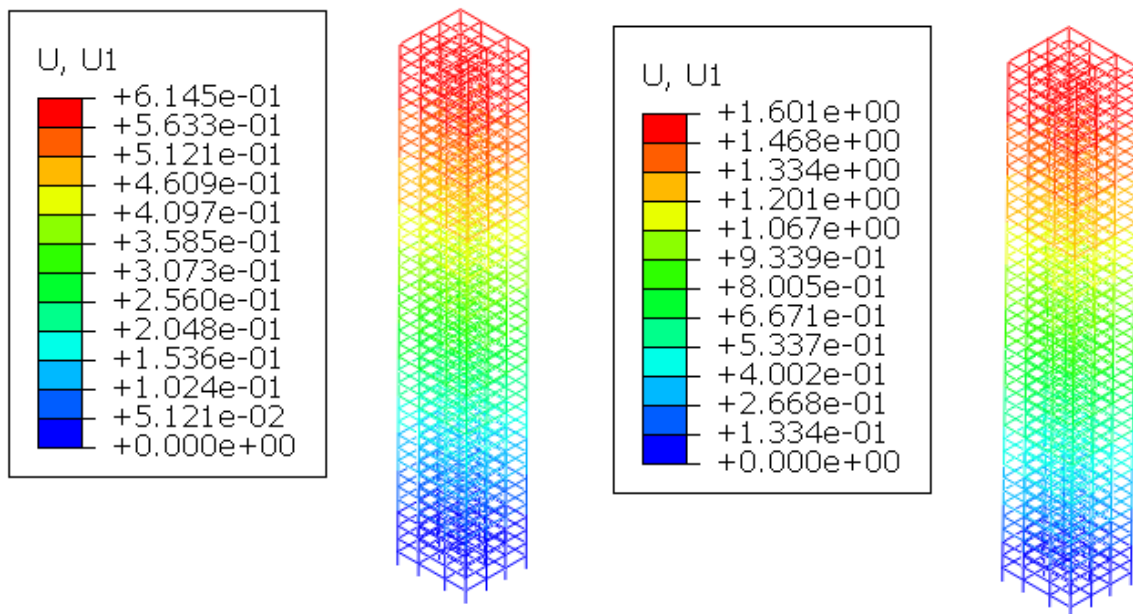 U, U1
+6.145e-01
+5.633e-01
+5.121e-01
+4.609e-01
+4.097e-01
+3.585e-01
+3.073e-01
+2.560e-01
+2.048e-01
+1.536e-01
+1.024e-01
+5.121e-02
+0.000e+00
U, U1
+1.601e+00
+1.468e+00
+1.334e+00
+1.201e+00
+1.067e+00
+9.339e-01
+8.005e-01
+6.671e-01
+5.337e-01
+4.002e-01
+2.668e-01
+1.334e-01
+0.000e+00